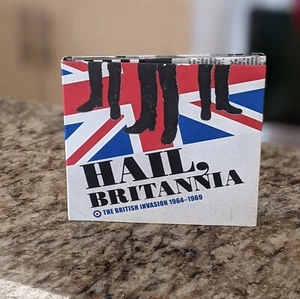 HAIL,
BRITANNIA
THE BRITISH INVASION 1964-1969